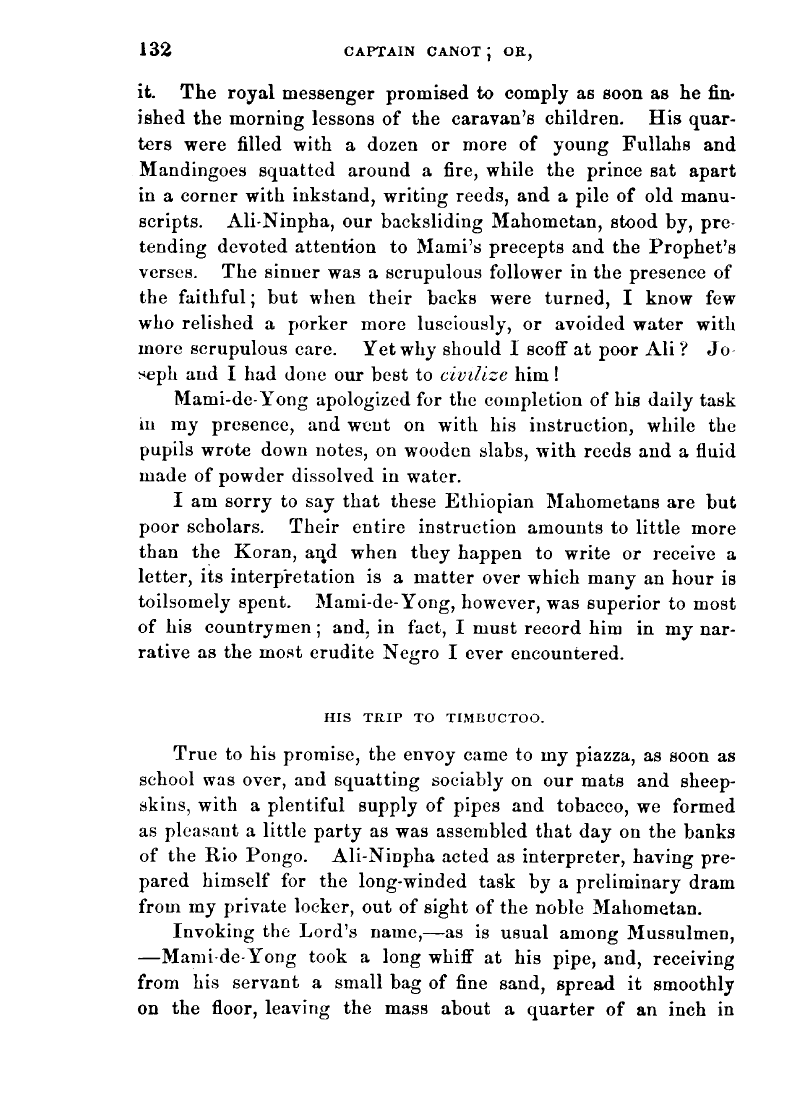 132 CAPTAIN CANOT; OR,
it. The royal messenger promised to comply as soon as he fin-
ished the morning lessons of the caravan's children. His quar-
ters were filled with a dozen or more of young Fullahs and
Mandingoes squatted around a fire, while the prince sat apart
in a corner with inkstand, writing reeds, and a pile of old manu-
scripts. Ali-Ninpha, our backsliding Mahometan, stood by, pre-
tending devoted attention to Mami's precepts and the Prophet's
verses. The sinner was a scrupulous follower in the presence of
the faithful; but when their backs were turned, I know few
who relished a porker more lusciously, or avoided water with
more scrupulous care. Yet why should I scoff at poor Ali? Jo-
seph and I had done our best to civilize him!
Mami-de-Yong apologized for the completion of his daily task
in my presence, and went on with his instruction, while the
pupils wrote down notes, on wooden slabs, with reeds and a fluid
made of powder dissolved in water.
I am sorry to say that these Ethiopian Mahometans are but
poor scholars. Their entire instruction amounts to little more
than the Koran, and when they happen to write or receive a
letter, its interpretation is a matter over which many an hour is
toilsomely spent. Mami-de-Yong, however, was superior to most
of his countrymen; and, in fact, I must record him in my nar-
rative as the most erudite Negro I ever encountered.
HIS TRIP TO TIMBUCTOO.
True to his promise, the envoy came to my piazza, as soon as
school was over, and squatting sociably on our mats and sheep-
skins, with a plentiful supply of pipes and tobacco, we formed
as pleasant a little party as was assembled that day on the banks
of the Rio Pongo. Ali-Ninpha acted as interpreter, having pre-
pared himself for the long-winded task by a preliminary dram
from my private locker, out of sight of the noble Mahometan.
Invoking the Lord's name,—as is usual among Mussulmen,
—Mami-de-Yong took a long whiff at his pipe, and, receiving
from his servant a small bag of fine sand, spread it smoothly
on the floor, leaving the mass about a quarter of an inch in